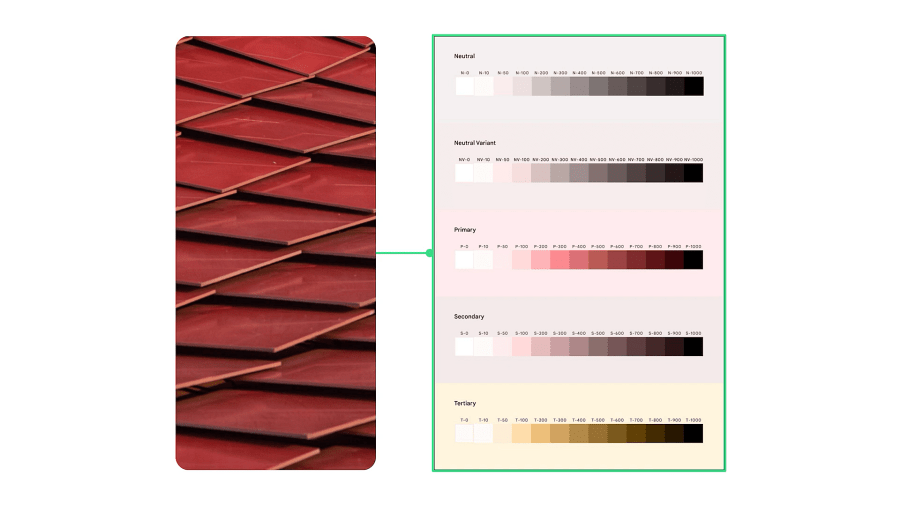 Neutral
N-0 N-10 N-50 N-100 N-200 N-300 N-400 N-500 N-600 N-700 N-800 N-900 N-1000
Neutral Variant
NV-0 NV-10 NV-50 NV-100 NV-200 NV-300 NV-400 NV-500 NV-600 NV-700 NV-800 NV-900 NV-1000
Primary
P-0 P-10 P-50 P-100 P-200 P-300 P-400 P-500 P-600 P-700 P-800 P-900 P-1000
Secondary
S-0 S-10 S-50 S-100 S-200 S-300 S-400 S-500 S-600 S-700 S-800 S-900 S-1000
Tertiary
T-0 T-10 T-50 T-100 T-200 T-300 T-400 T-500 T-600 T-700 T-800 T-900 T-1000